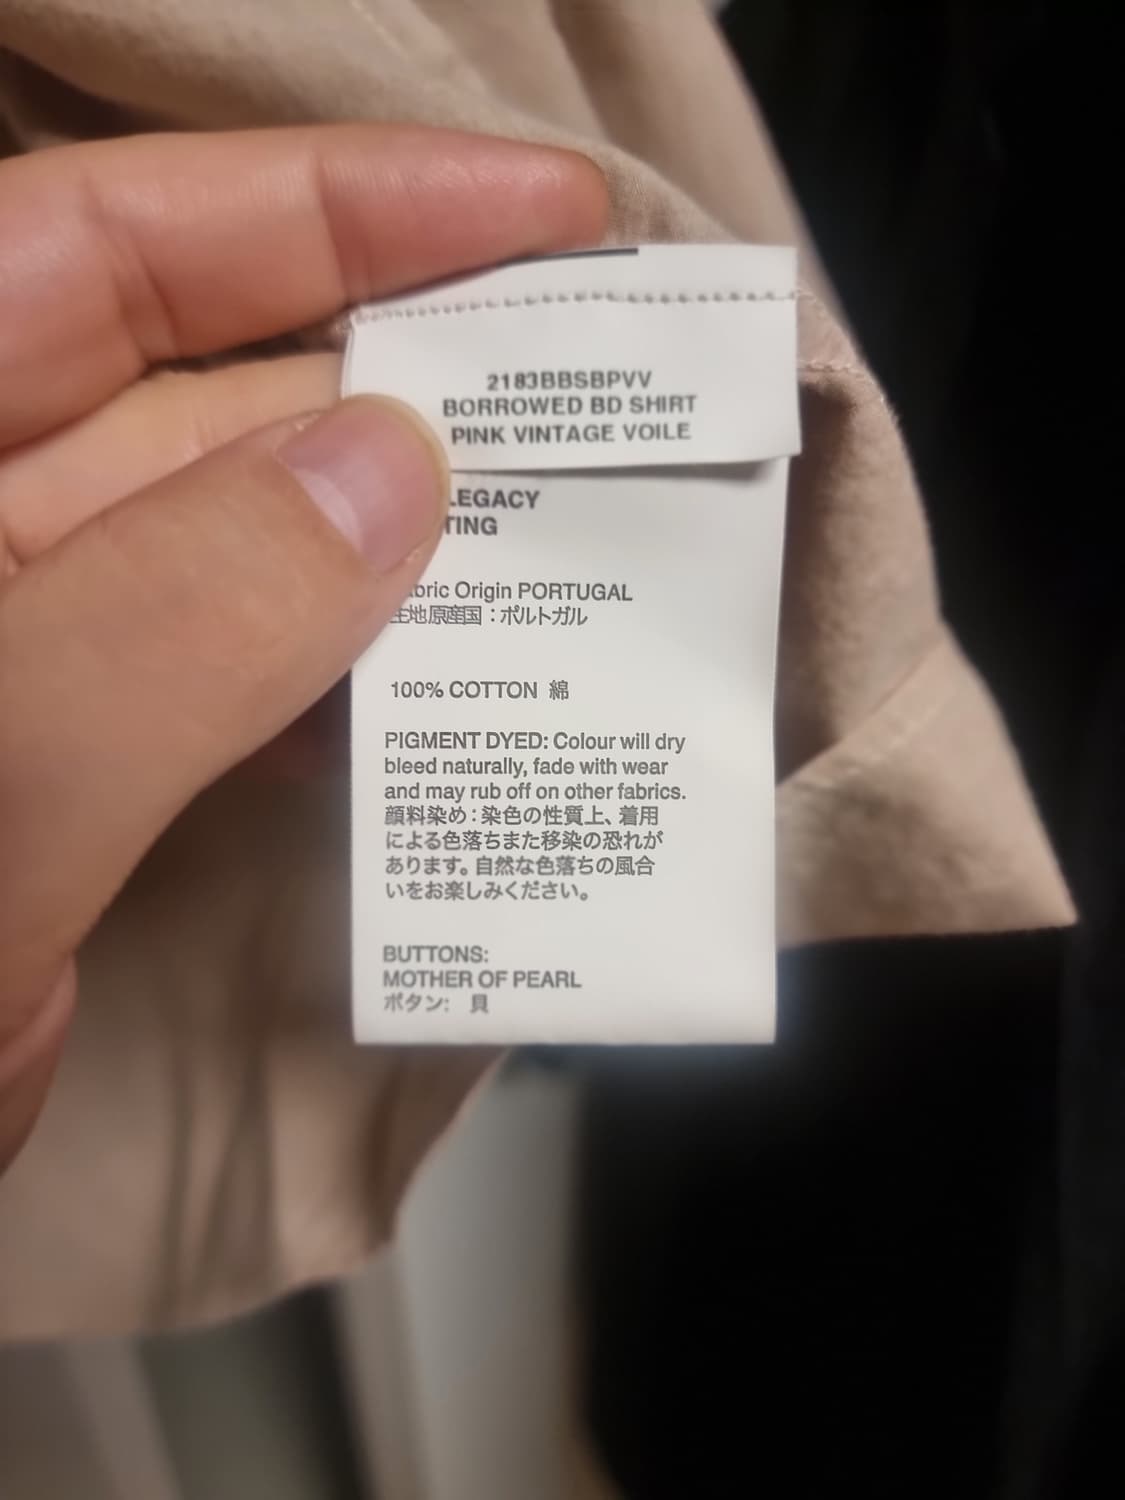 2183BBSBPVV
BORROWED BD SHIRT
PINK VINTAGE VOILE
LEGACY
TING
Origin PORTUGAL
生地原産国：ポルトガル
100% COTTON 綿
PIGMENT DYED: Colour will dry
bleed naturally, fade with wear
and may rub off on other fabrics.
顔料染め：染色の性質上、着用
による色落ちまた移染の恐れが
あります。自然な色落ちの風合
いをお楽しみください。
BUTTONS:
MOTHER OF PEARL
ボタン: 貝